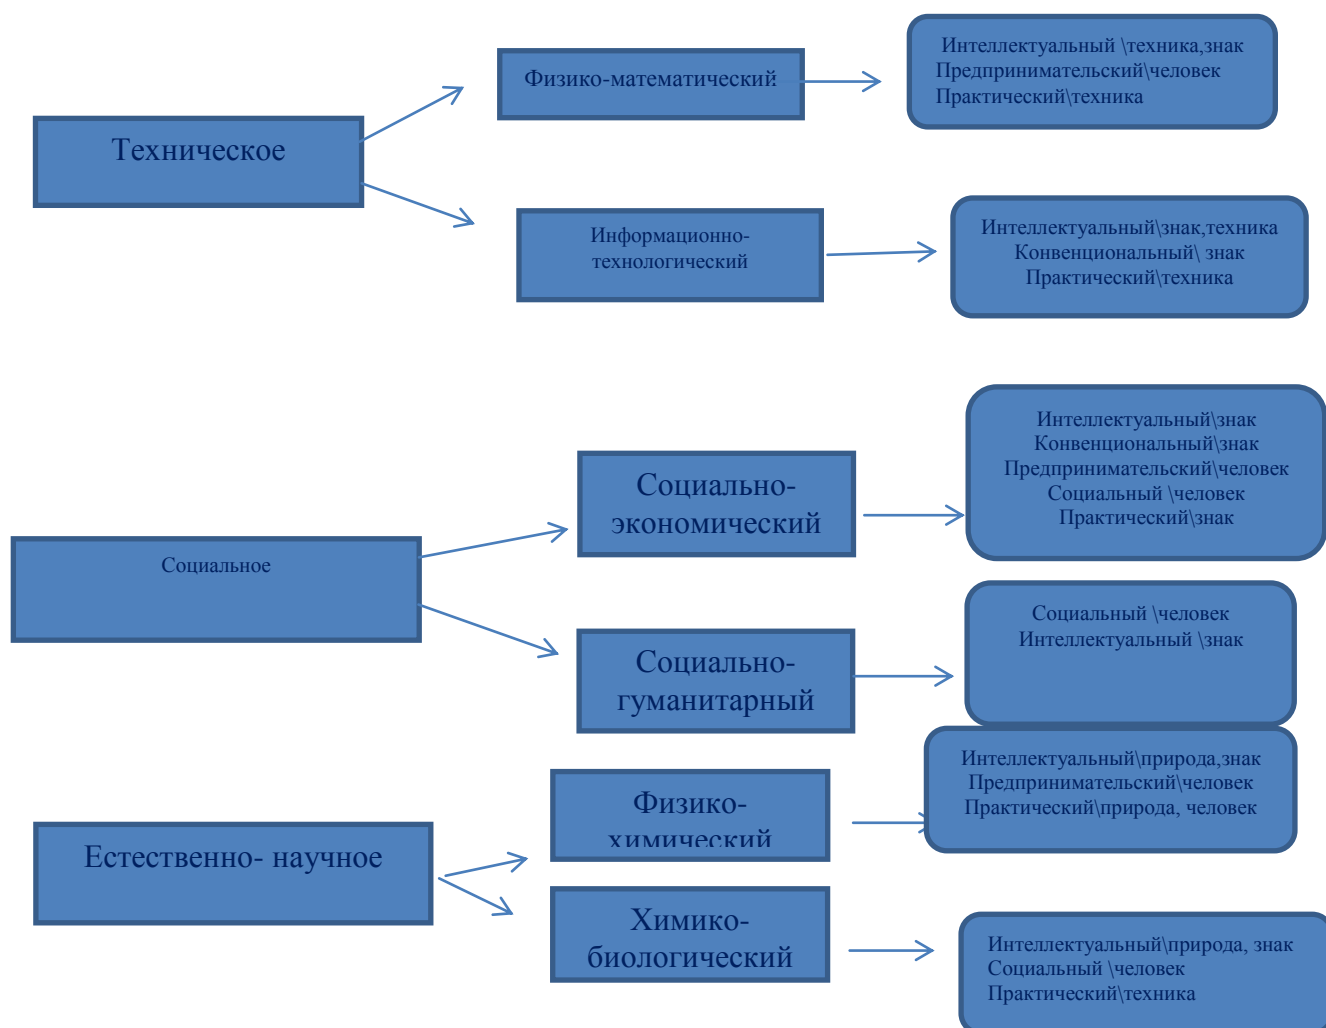 Техническое
Физико-математический
Интеллектуальный \техника,знак
Предпринимательский\человек
Практический\техника
Информационно-
технологический
Интеллектуальный\знак,техника
Конвенциональный\ знак
Практический\техника
Социальное
Социально-
экономический
Интеллектуальный\знак
Конвенциональный\знак
Предпринимательский\человек
Социальный \человек
Практический\знак
Социально-
гуманитарный
Социальный \человек
Интеллектуальный \знак
Естественно- научное
Физико-
химический
Интеллектуальный\природа,знак
Предпринимательский\человек
Практический\природа, человек
Химико-
биологический
Интеллектуальный\природа, знак
Социальный \человек
Практический\техника